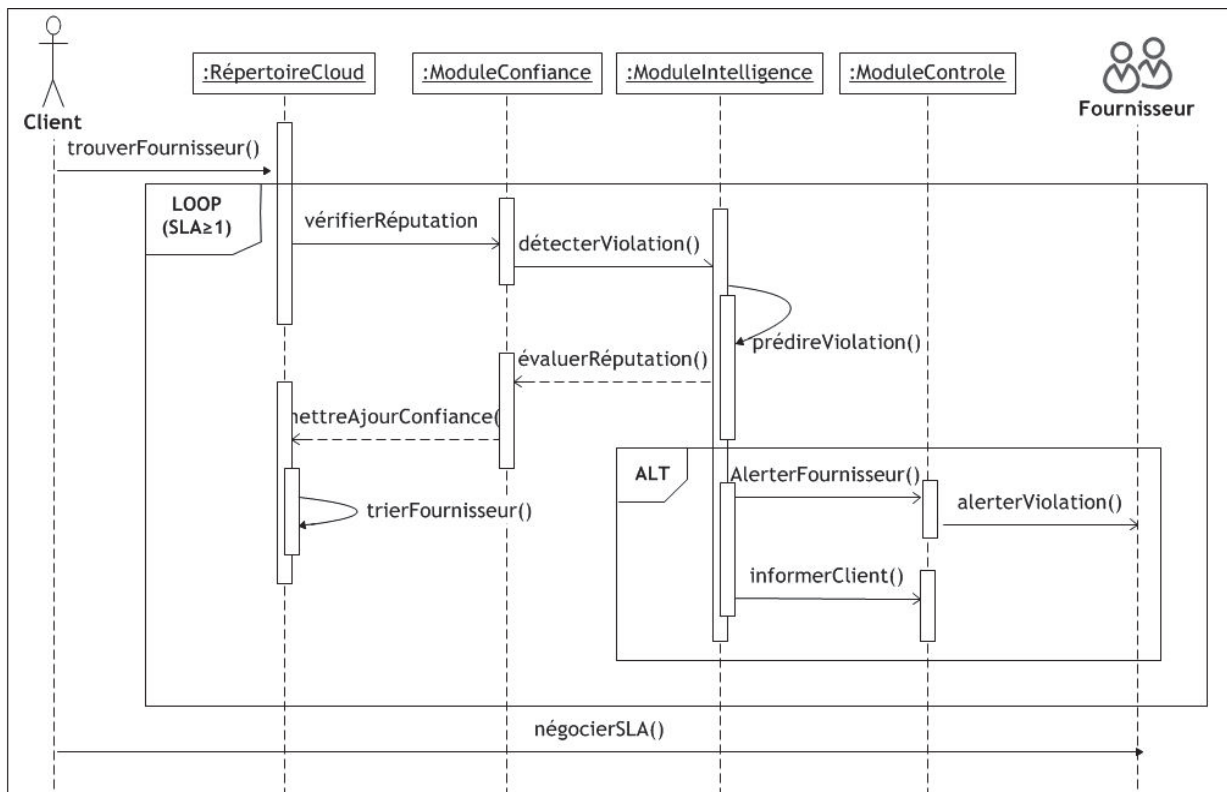 :RépertoireCloud
:ModuleConfiance
:ModuleIntelligence
:ModuleControle
Client
Fournisseur
trouverFournisseur()
LOOP
(SLA≥1)
vérifierRéputation
détecterViolation()
prédireViolation()
évaluerRéputation()
nettreAjourConfiance(
ALT
AlerterFournisseur()
alerterViolation()
trierFournisseur()
informerClient()
négocierSLA()